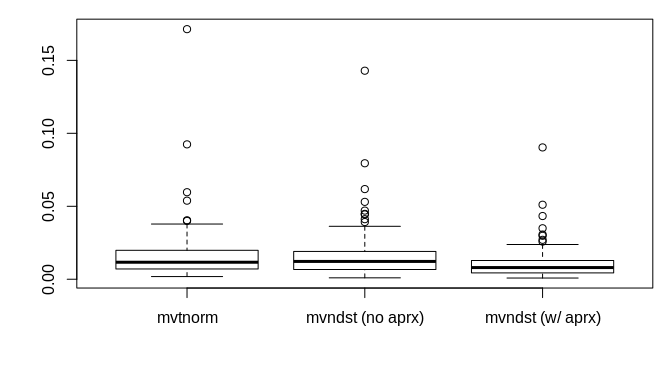 0.15
0.10
0.05
0.00
mvtnorm
mvndst (no aprx)
mvndst (w/ aprx)